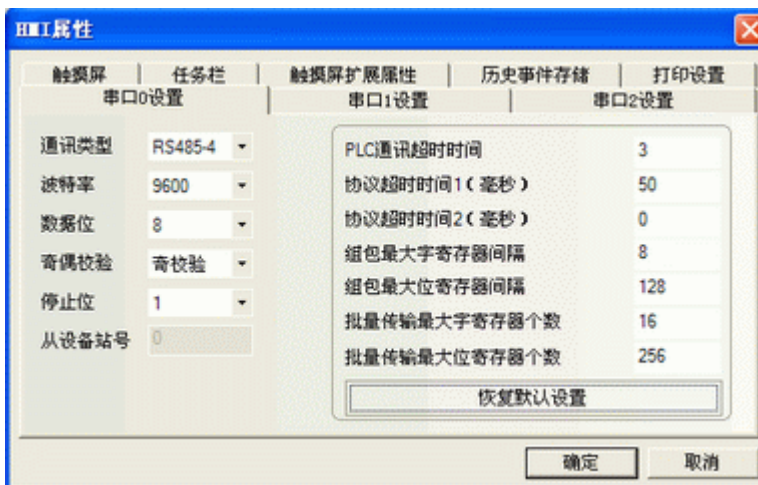 HMI属性
触摸屏 任务栏 触摸屏扩展属性 历史事件存储 打印设置
串口0设置 串口1设置 串口2设置
通讯类型 RS485-4
波特率 9600
数据位 8
奇偶校验 奇校验
停止位 1
从设备站号 0
PLC通讯超时时间 3
协议超时时间1(毫秒) 50
协议超时时间2(毫秒) 0
组包最大字寄存器间隔 8
组包最大位寄存器间隔 128
批量传输最大字寄存器个数 16
批量传输最大位寄存器个数 256
恢复默认设置
确定 取消